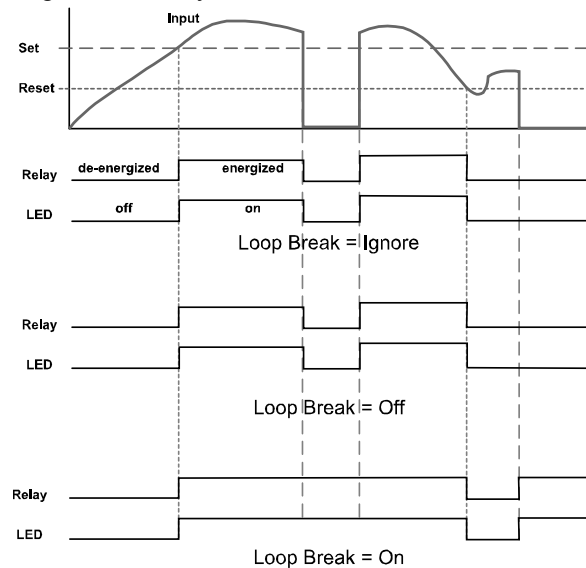 Input
Set
Reset
Relay de-energized energized
LED off on
Loop Break = Ignore
Relay
LED
Loop Break = Off
Relay
LED
Loop Break = On